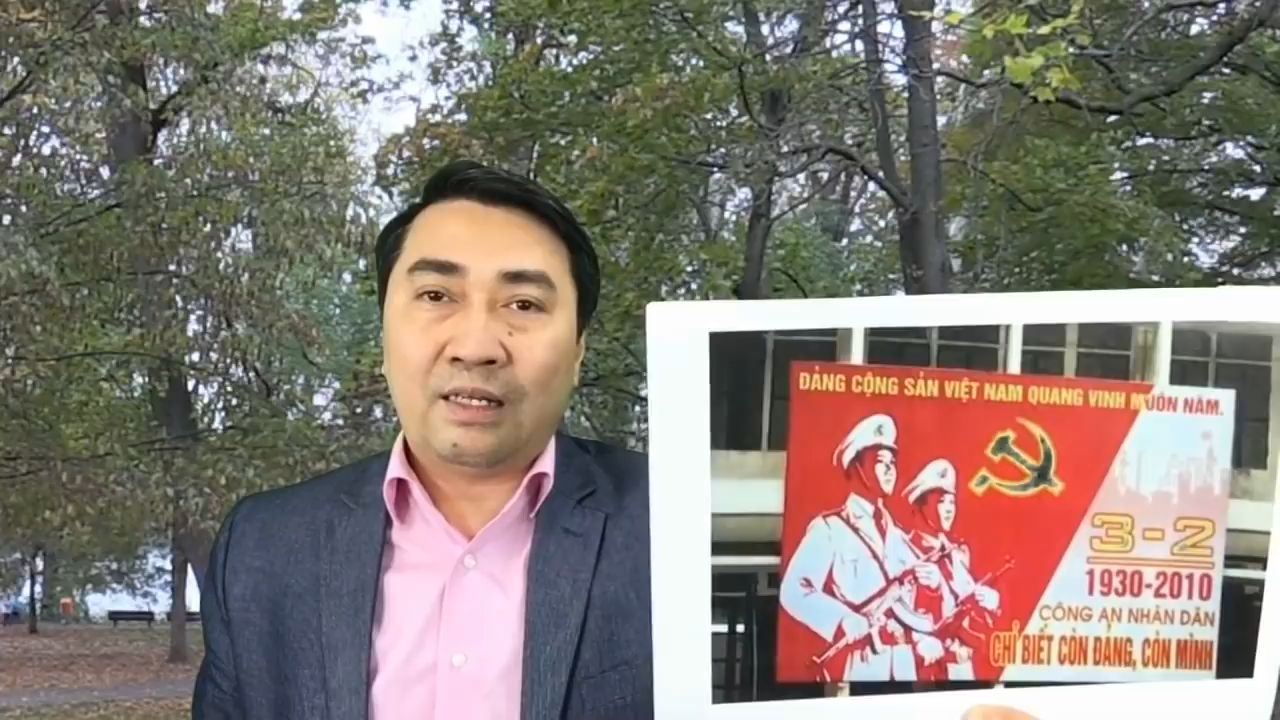 ĐẢNG CỘNG SẢN VIỆT NAM QUANG VINH MUÔN NĂM.
3-2
1930-2010
CÔNG AN NHÂN DÂN
CHỈ BIẾT CÒN ĐẢNG, CÒN MÌNH